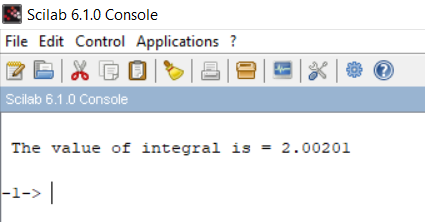 Scilab 6.1.0 Console
File Edit Control Applications ?
Scilab 6.1.0 Console
The value of integral is = 2.00201
-1->